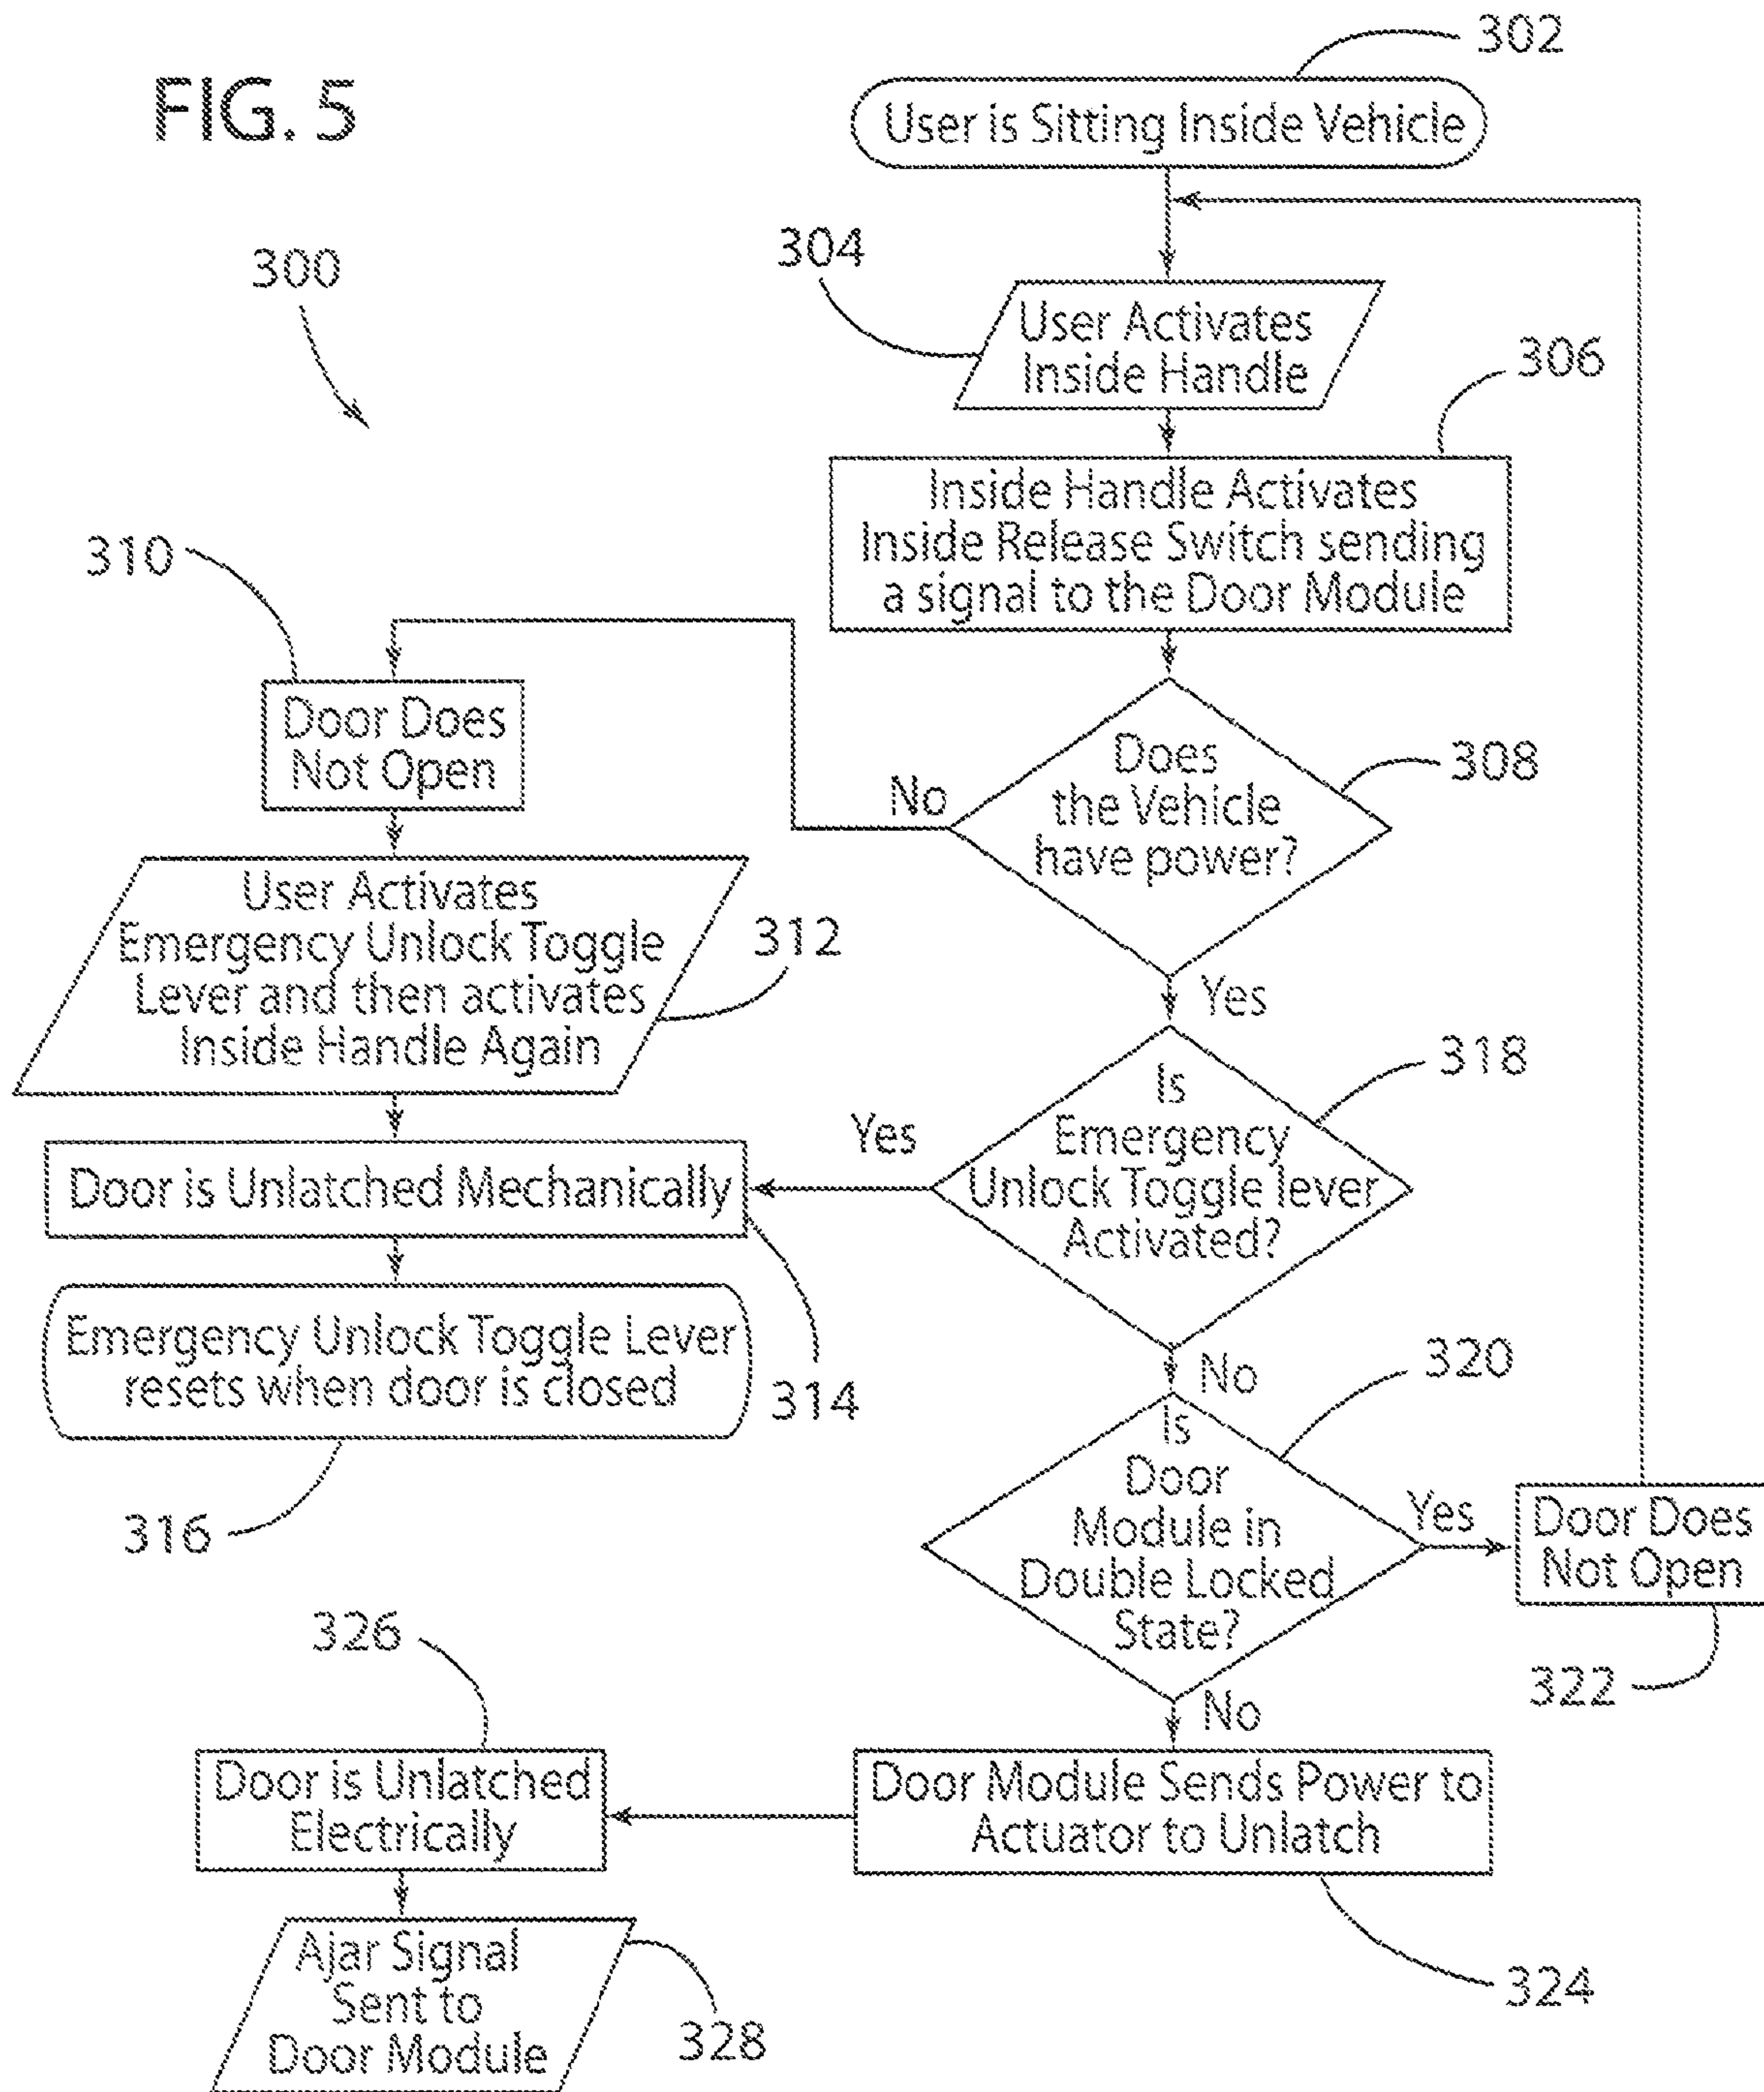 FIG. 5
302
User is Sitting Inside Vehicle
300
304
User Activates
Inside Handle
306
Inside Handle Activates
Inside Release Switch sending
a signal to the Door Module
310
Door Does
Not Open
308
Does
the Vehicle
have power?
No
Yes
312
User Activates
Emergency Unlock Toggle
Lever and then activates
Inside Handle Again
318
Is
Emergency
Unlock Toggle lever
Activated?
Yes
No
Door is Unlatched Mechanically
314
Emergency Unlock Toggle Lever
resets when door is closed
316
320
Is
Door
Module in
Double Locked
State?
Yes
No
Door Does
Not Open
322
326
Door is Unlatched
Electrically
Door Module Sends Power to
Actuator to Unlatch
324
Ajar Signal
Sent to
Door Module
328